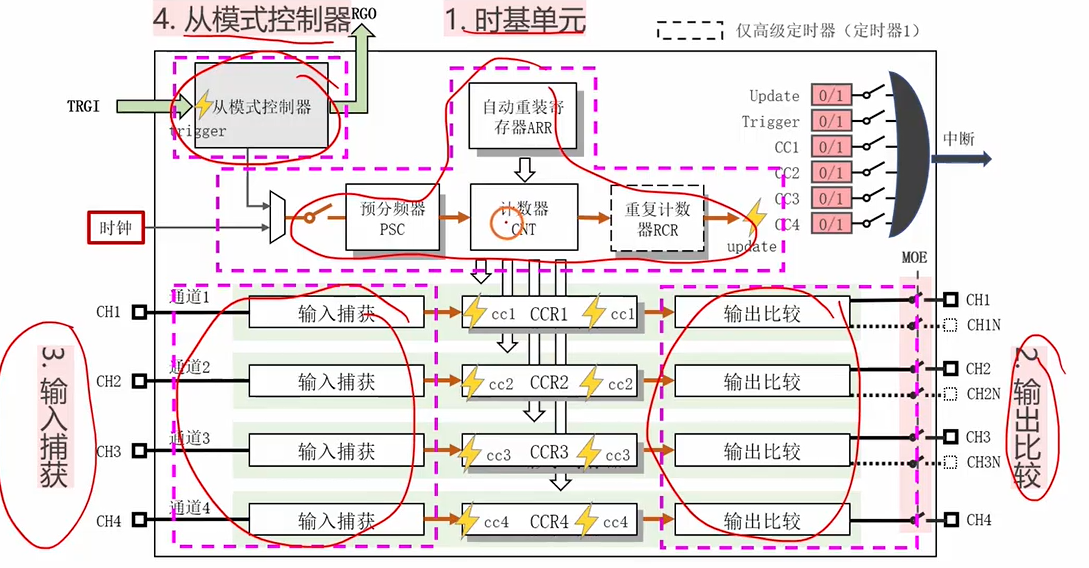 4. 从模式控制器
RGO
1. 时基单元
仅高级定时器（定时器1）
TRGI
从模式控制器
trigger
自动重装寄
存器ARR
时钟
预分频器
PSC
计数器
CNT
重复计数
器RCR
update
Update 0/1
Trigger 0/1
CC1 0/1
CC2 0/1
CC3 0/1
CC4 0/1
中断
MOE
3. 输入捕获
2. 输出比较
CH1 通道1 输入捕获 cc1 CCR1 cc1 输出比较 CH1
CH1N
CH2 通道2 输入捕获 cc2 CCR2 cc2 输出比较 CH2
CH2N
CH3 通道3 输入捕获 cc3 CCR3 cc3 输出比较 CH3
CH3N
CH4 通道4 输入捕获 cc4 CCR4 cc4 输出比较 CH4